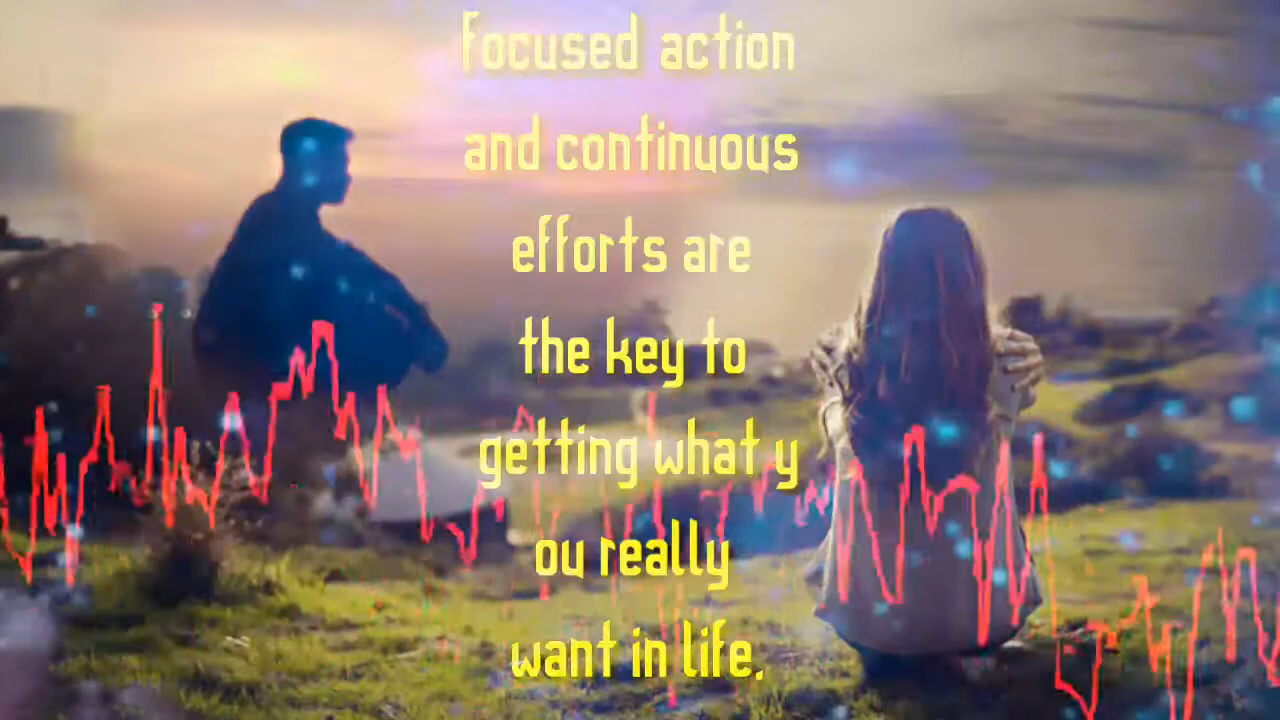 focused action
and continuous
efforts are
the key to
getting what y
ou really
want in life.